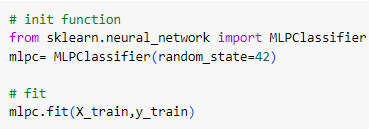 # init function
from sklearn.neural_network import MLPClassifier
mlpc= MLPClassifier(random_state=42)
# fit
mlpc.fit(X_train,y_train)